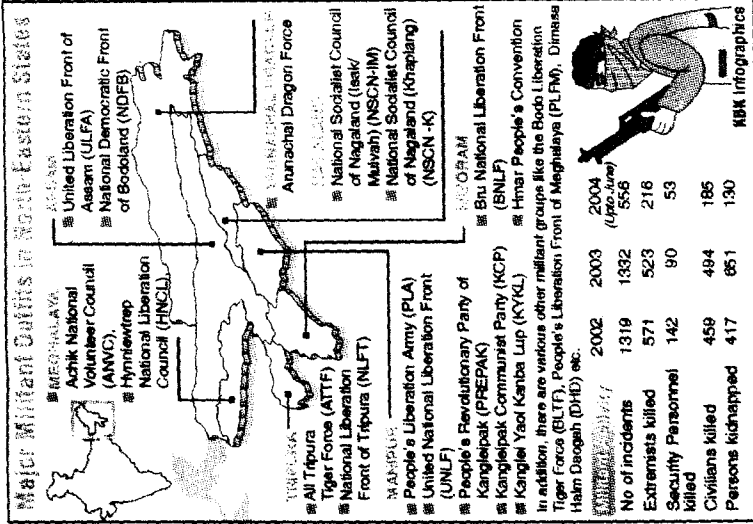 Major Militant Outfits in North Eastern States
MEGHALAYA
Achik National
Volunteer Council
(ANVC),
Hynniewtrep
National Liberation
Council (HNCL)
ASSAM
United Liberation Front of
Assam (ULFA)
National Democratic Front
of Bodoland (NDFB)
ARUNACHAL PRADESH
Arunachal Dragon Force
NAGALAND
National Socialist Council
of Nagaland (Isak/
Muivah) (NSCN-IM)
National Socialist Council
of Nagaland (Khaplang)
(NSCN -K)
TRIPURA
All Tripura
Tiger Force (ATTF)
National Liberation
Front of Tripura (NLFT)
MANIPUR
People's Liberation Army (PLA)
United National Liberation Front
(UNLF)
People's Revolutionary Party of
Kangleipak (PREPAK)
Kangleipak Communist Party (KCP)
Kanglei Yaol Kanba Lup (KYKL)
MIZORAM
Bru National Liberation Front
(BNLF)
Hmar People's Convention
In addition, there are various other militant groups like the Bodo Liberation
Tiger Force (BLTF), People's Liberation Front of Meghalaya (PLFM), Dimasa
Halm Daogah (DHD) etc.
2002 2003 2004
(Upto June)
No of incidents 1319 1332 556
Extremists killed 571 523 216
Security Personnel
killed 142 90 53
Civilians killed 459 494 185
Persons kidnapped 417 651 130
KBK Infographics